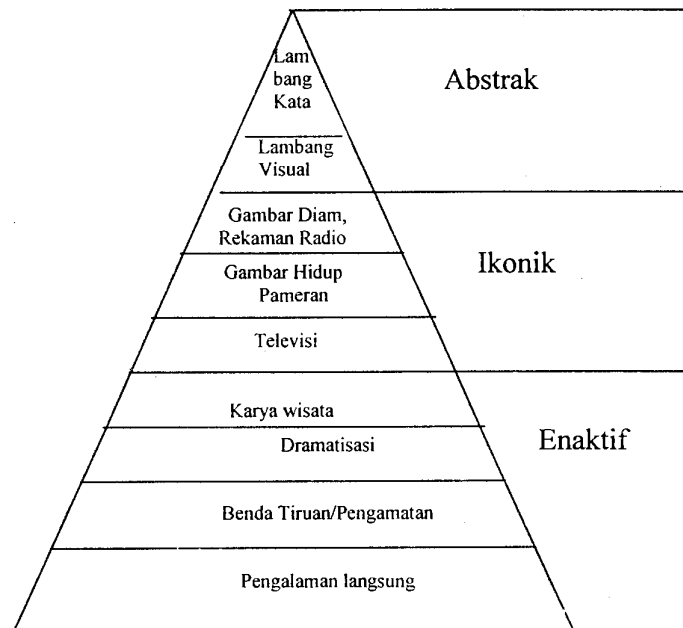 Lam
bang
Kata
Abstrak
Lambang
Visual
Gambar Diam,
Rekaman Radio
Ikonik
Gambar Hidup
Pameran
Televisi
Karya wisata
Enaktif
Dramatisasi
Benda Tiruan/Pengamatan
Pengalaman langsung